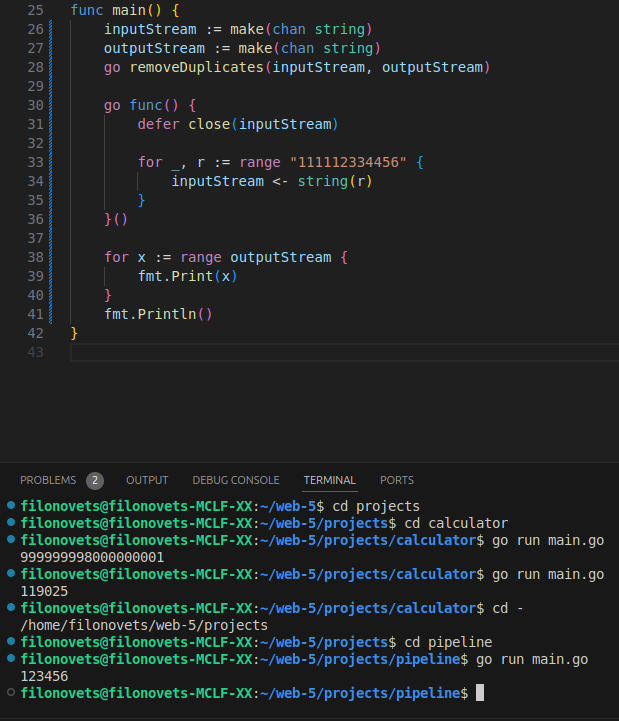 25 func main() {
26     inputStream := make(chan string)
27     outputStream := make(chan string)
28     go removeDuplicates(inputStream, outputStream)
29
30     go func() {
31         defer close(inputStream)
32
33         for _, r := range "111112334456" {
34             inputStream <- string(r)
35         }
36     }()
37
38     for x := range outputStream {
39         fmt.Print(x)
40     }
41     fmt.Println()
42 }
43
PROBLEMS 2 OUTPUT DEBUG CONSOLE TERMINAL PORTS
filonovets@filonovets-MCLF-XX:~/web-5$ cd projects
filonovets@filonovets-MCLF-XX:~/web-5/projects$ cd calculator
filonovets@filonovets-MCLF-XX:~/web-5/projects/calculator$ go run main.go
999999998000000001
filonovets@filonovets-MCLF-XX:~/web-5/projects/calculator$ go run main.go
119025
filonovets@filonovets-MCLF-XX:~/web-5/projects/calculator$ cd -
/home/filonovets/web-5/projects
filonovets@filonovets-MCLF-XX:~/web-5/projects$ cd pipeline
filonovets@filonovets-MCLF-XX:~/web-5/projects/pipeline$ go run main.go
123456
filonovets@filonovets-MCLF-XX:~/web-5/projects/pipeline$